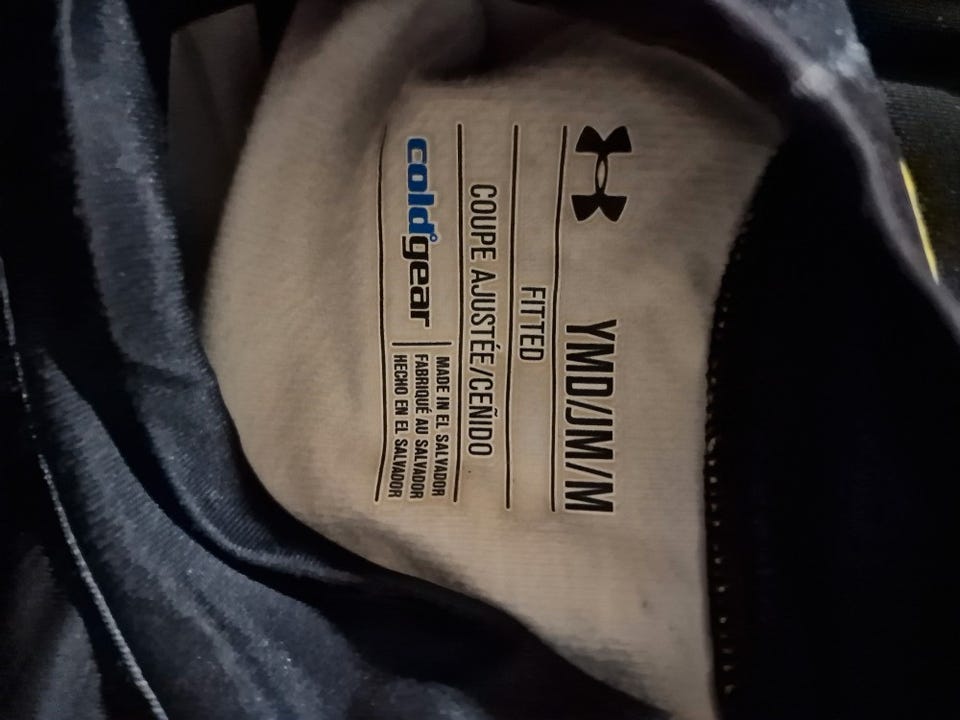 YMD/JM/M
FITTED
COUPE AJUSTÉE/CEÑIDO
coldgear
MADE IN EL SALVADOR
FABRIQUÉ AU SALVADOR
HECHO EN EL SALVADOR